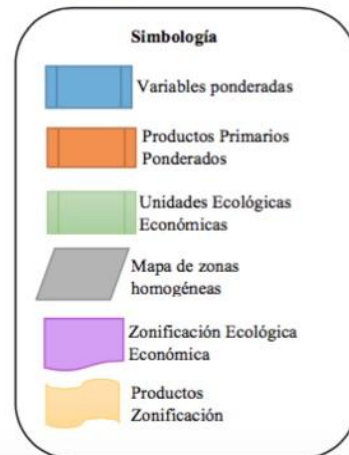 Simbología
Variables ponderadas
Productos Primarios
Ponderados
Unidades Ecológicas
Económicas
Mapa de zonas
homogéneas
Zonificación Ecológica
Económica
Productos
Zonificación